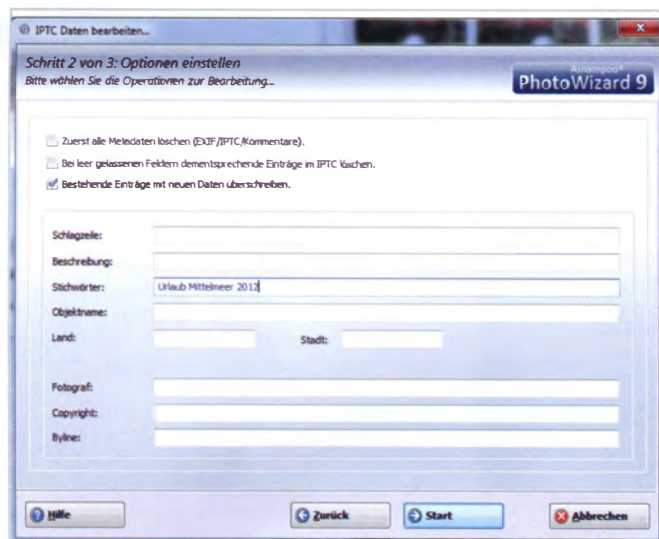 IPTC Daten bearbeiten...
Schritt 2 von 3: Optionen einstellen
Bitte wählen Sie die Operationen zur Bearbeitung...
Ashampoo®
PhotoWizard 9
Zuerst alle Metadaten löschen (EXIF/IPTC/Kommentare).
Bei leer gelassenen Feldern dementsprechende Einträge im IPTC löschen.
Bestehende Einträge mit neuen Daten überschreiben.
Schlagzeile:
Beschreibung:
Stichwörter: Urlaub Mittelmeer 2012
Objektname:
Land: Stadt:
Fotograf:
Copyright:
Byline:
Hilfe Zurück Start Abbrechen